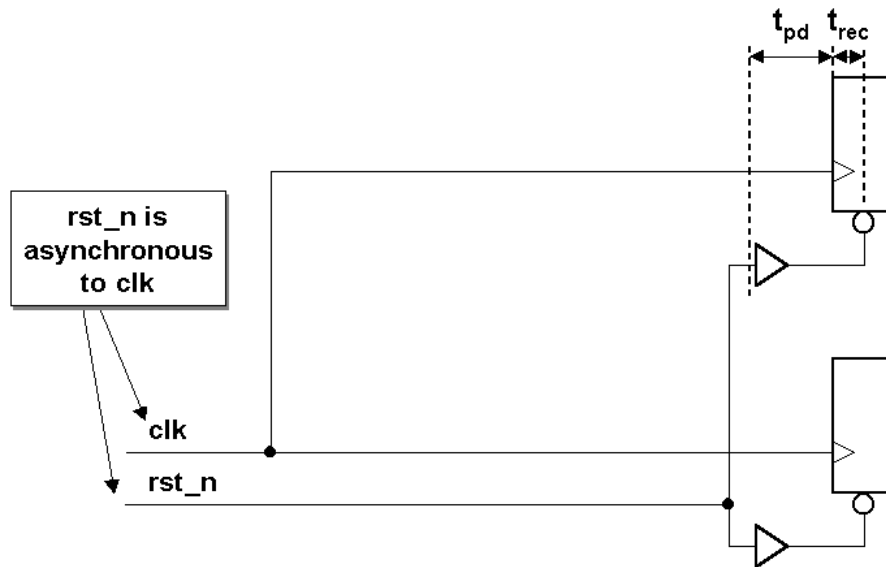 t_pd t_rec
rst_n is
asynchronous
to clk
clk
rst_n